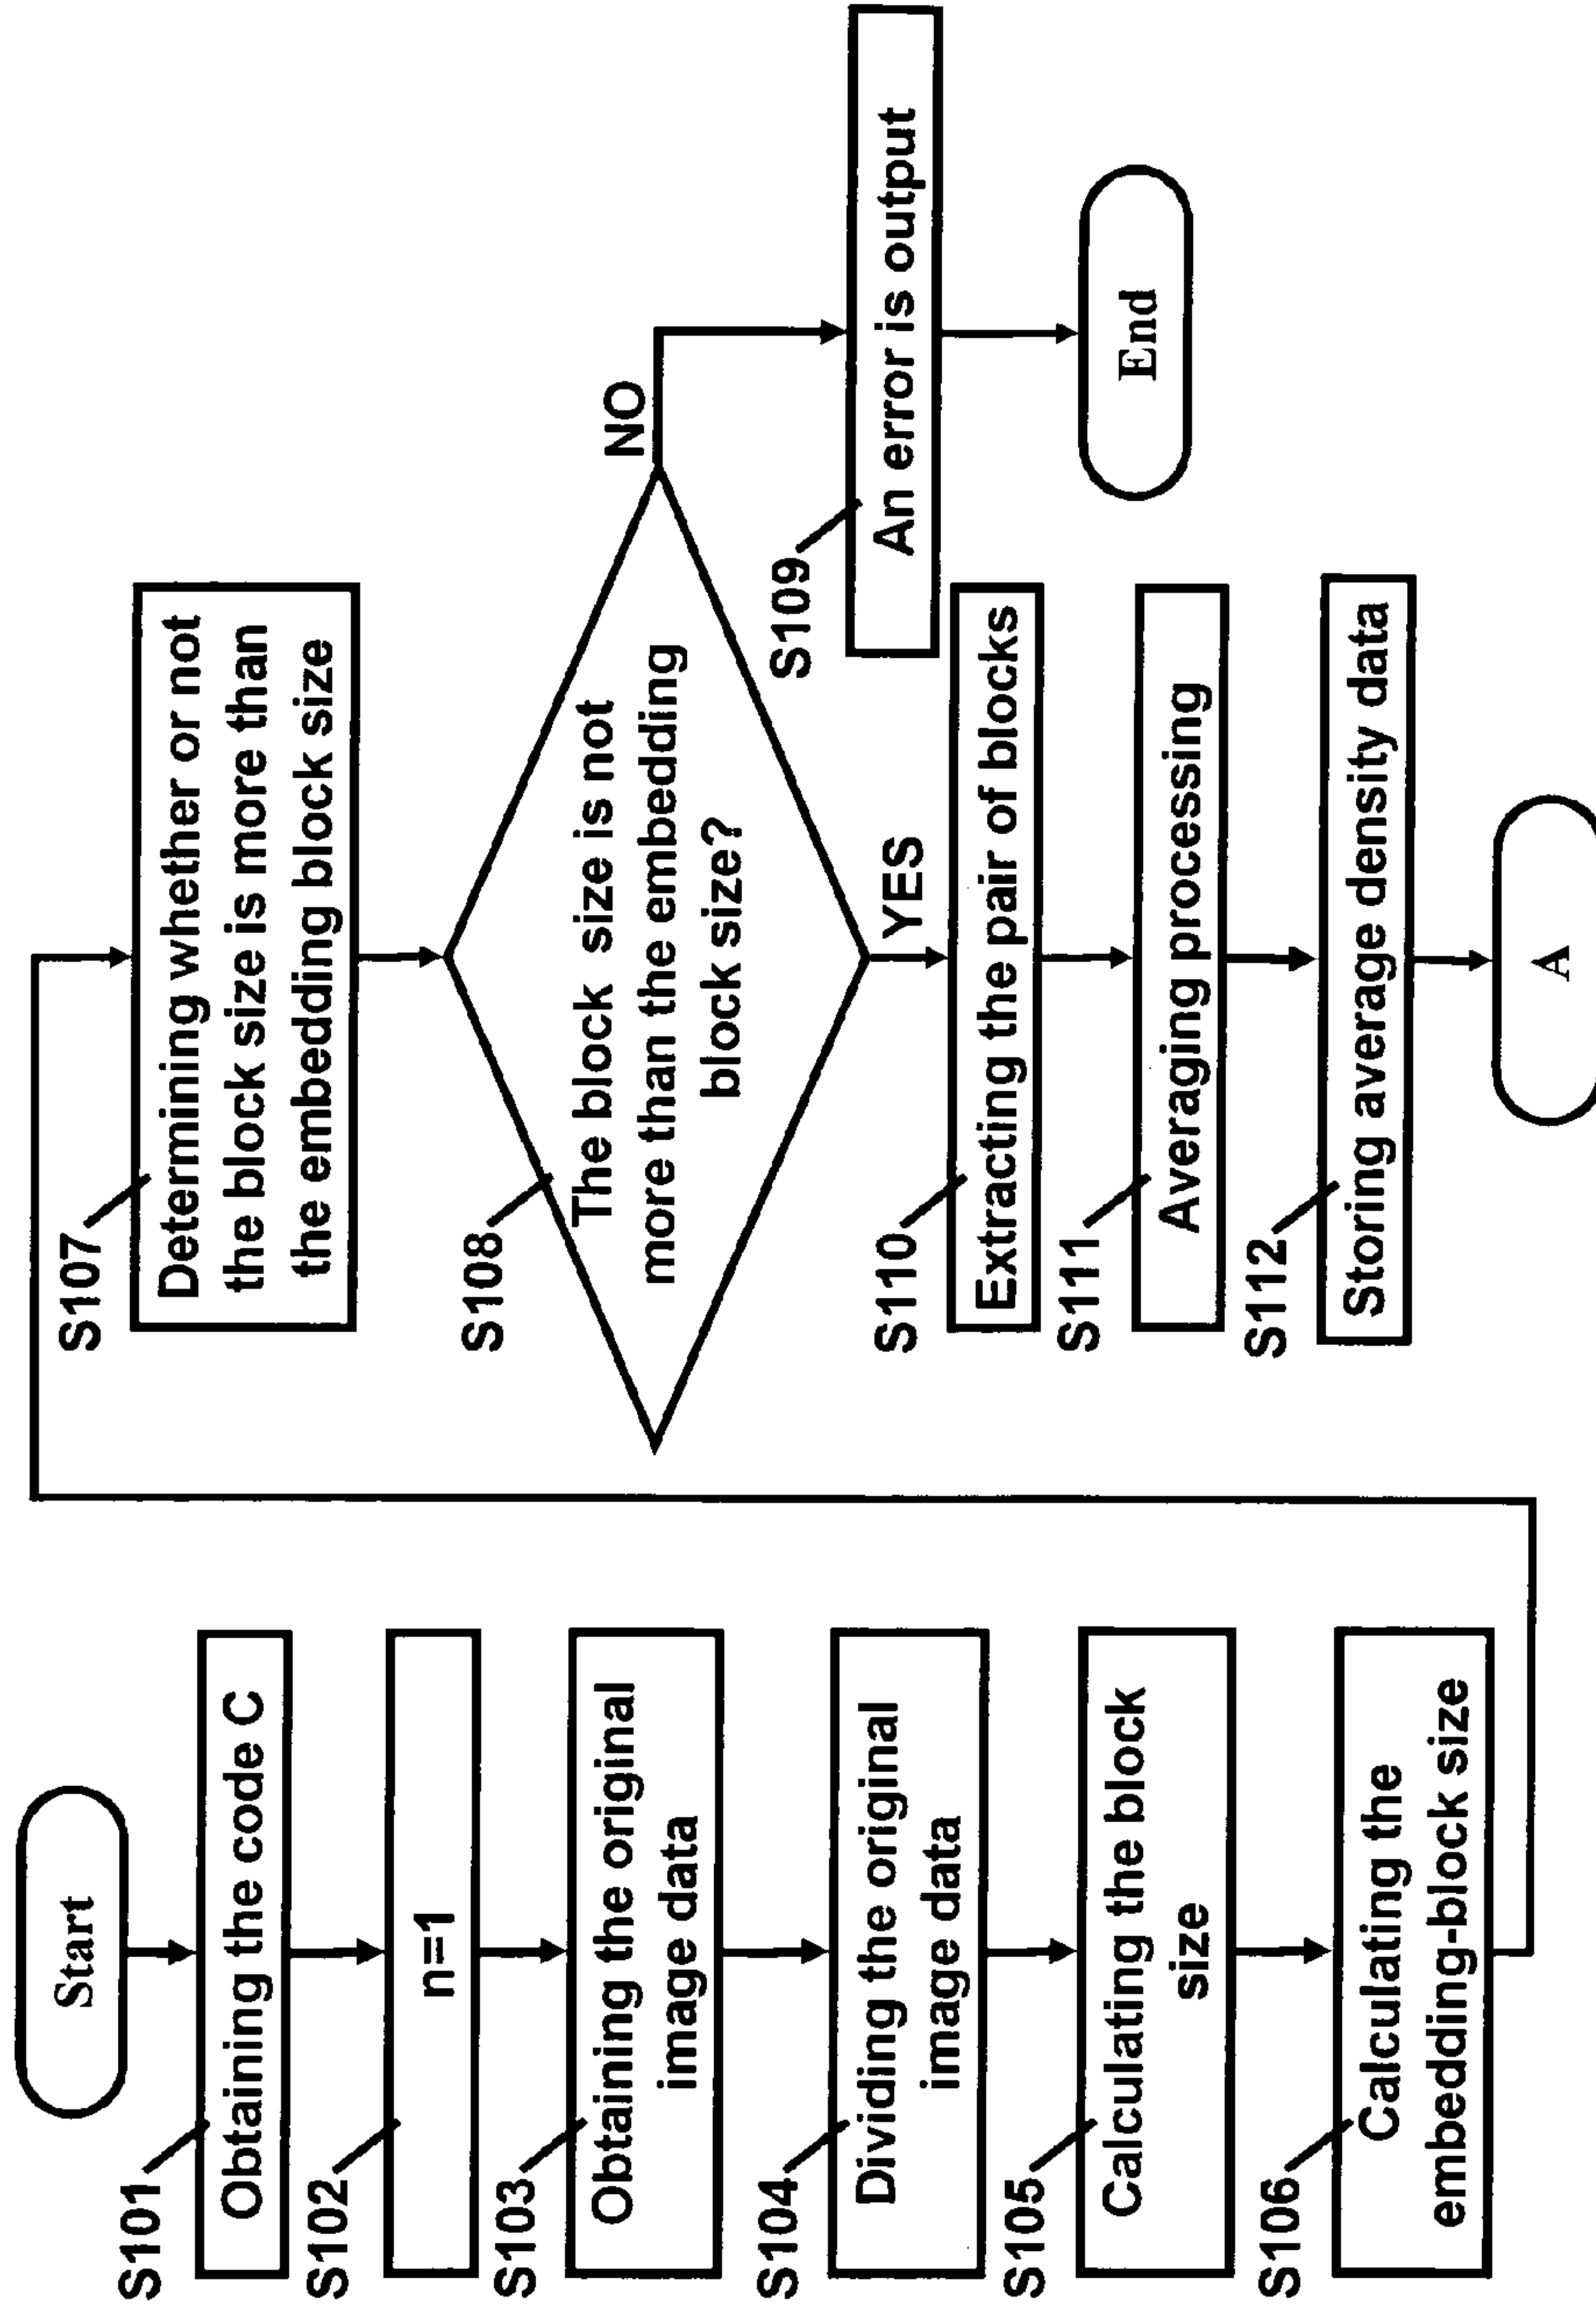 Start
S101
Obtaining the code C
S102
n=1
S103
Obtaining the original
image data
S104
Dividing the original
image data
S105
Calculating the block
size
S106
Calculating the
embedding-block size
S107
Determining whether or not
the block size is more than
the embedding block size
S108
The block size is not
more than the embedding
block size?
NO
YES
S109
An error is output
End
S110
Extracting the pair of blocks
S111
Averaging processing
S112
Storing average density data
A